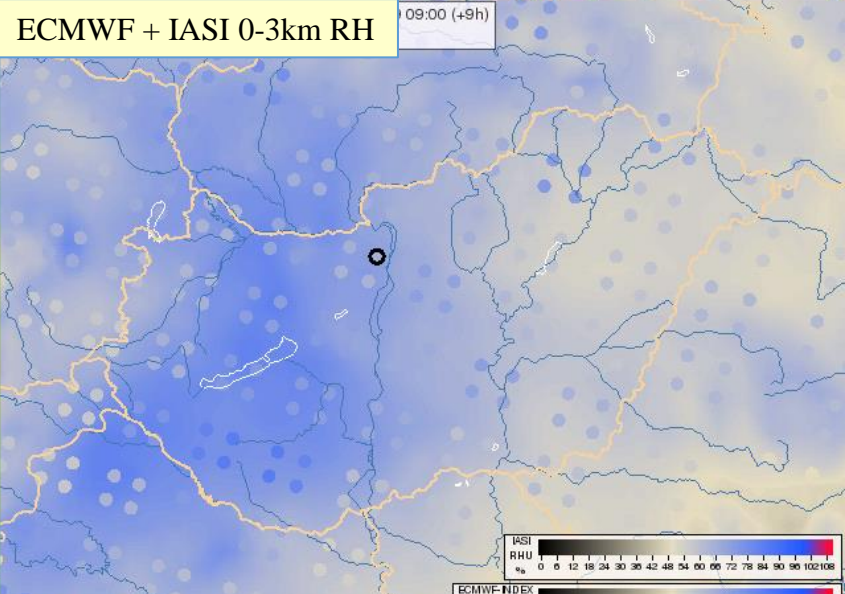 ECMWF + IASI 0-3km RH
09:00 (+9h)
IASI
RHU
%
0 6 12 18 24 30 36 42 48 54 60 66 72 78 84 90 96 102 108
ECMWF-INDEX